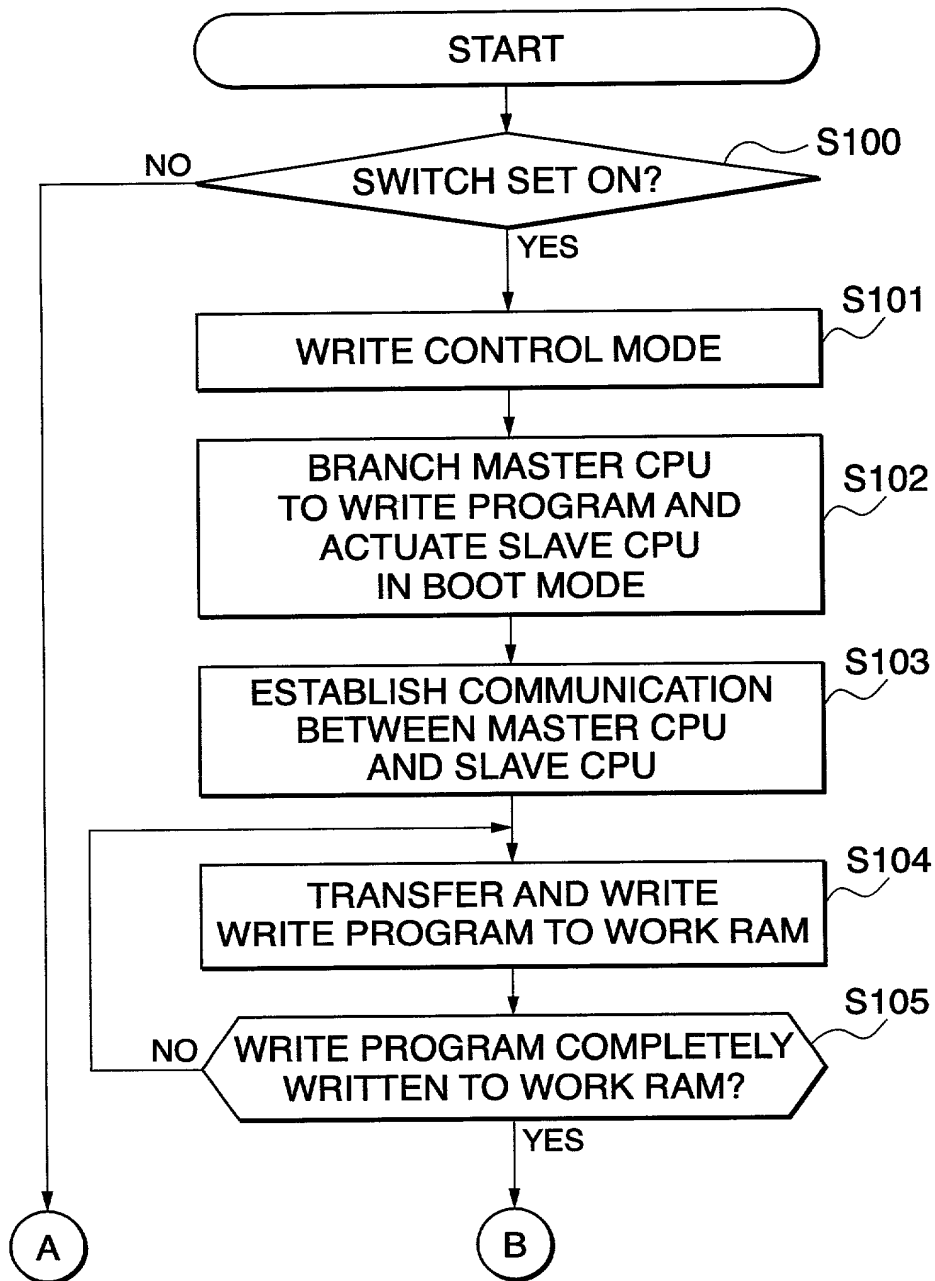 START
S100
NO
SWITCH SET ON?
YES
S101
WRITE CONTROL MODE
S102
BRANCH MASTER CPU
TO WRITE PROGRAM AND
ACTUATE SLAVE CPU
IN BOOT MODE
S103
ESTABLISH COMMUNICATION
BETWEEN MASTER CPU
AND SLAVE CPU
S104
TRANSFER AND WRITE
WRITE PROGRAM TO WORK RAM
S105
NO
WRITE PROGRAM COMPLETELY
WRITTEN TO WORK RAM?
YES
A
B